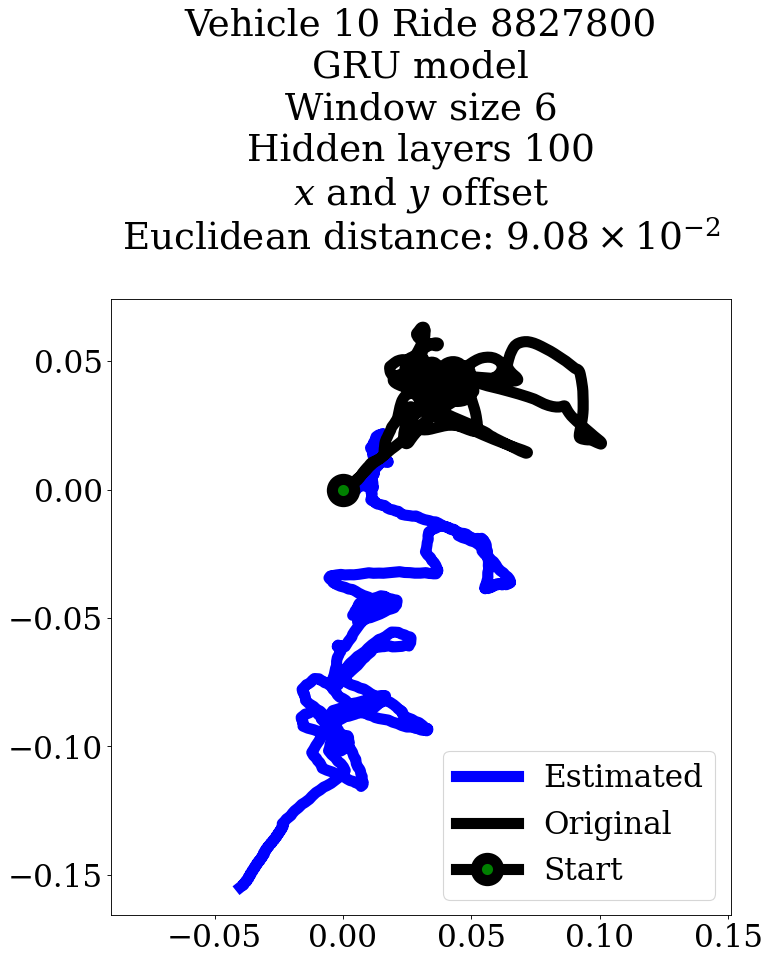 Vehicle 10 Ride 8827800
GRU model
Window size 6
Hidden layers 100
x and y offset
Euclidean distance: 9.08 × 10⁻²
0.05
0.00
−0.05
−0.10
−0.15
Estimated
Original
Start
−0.05 0.00 0.05 0.10 0.15